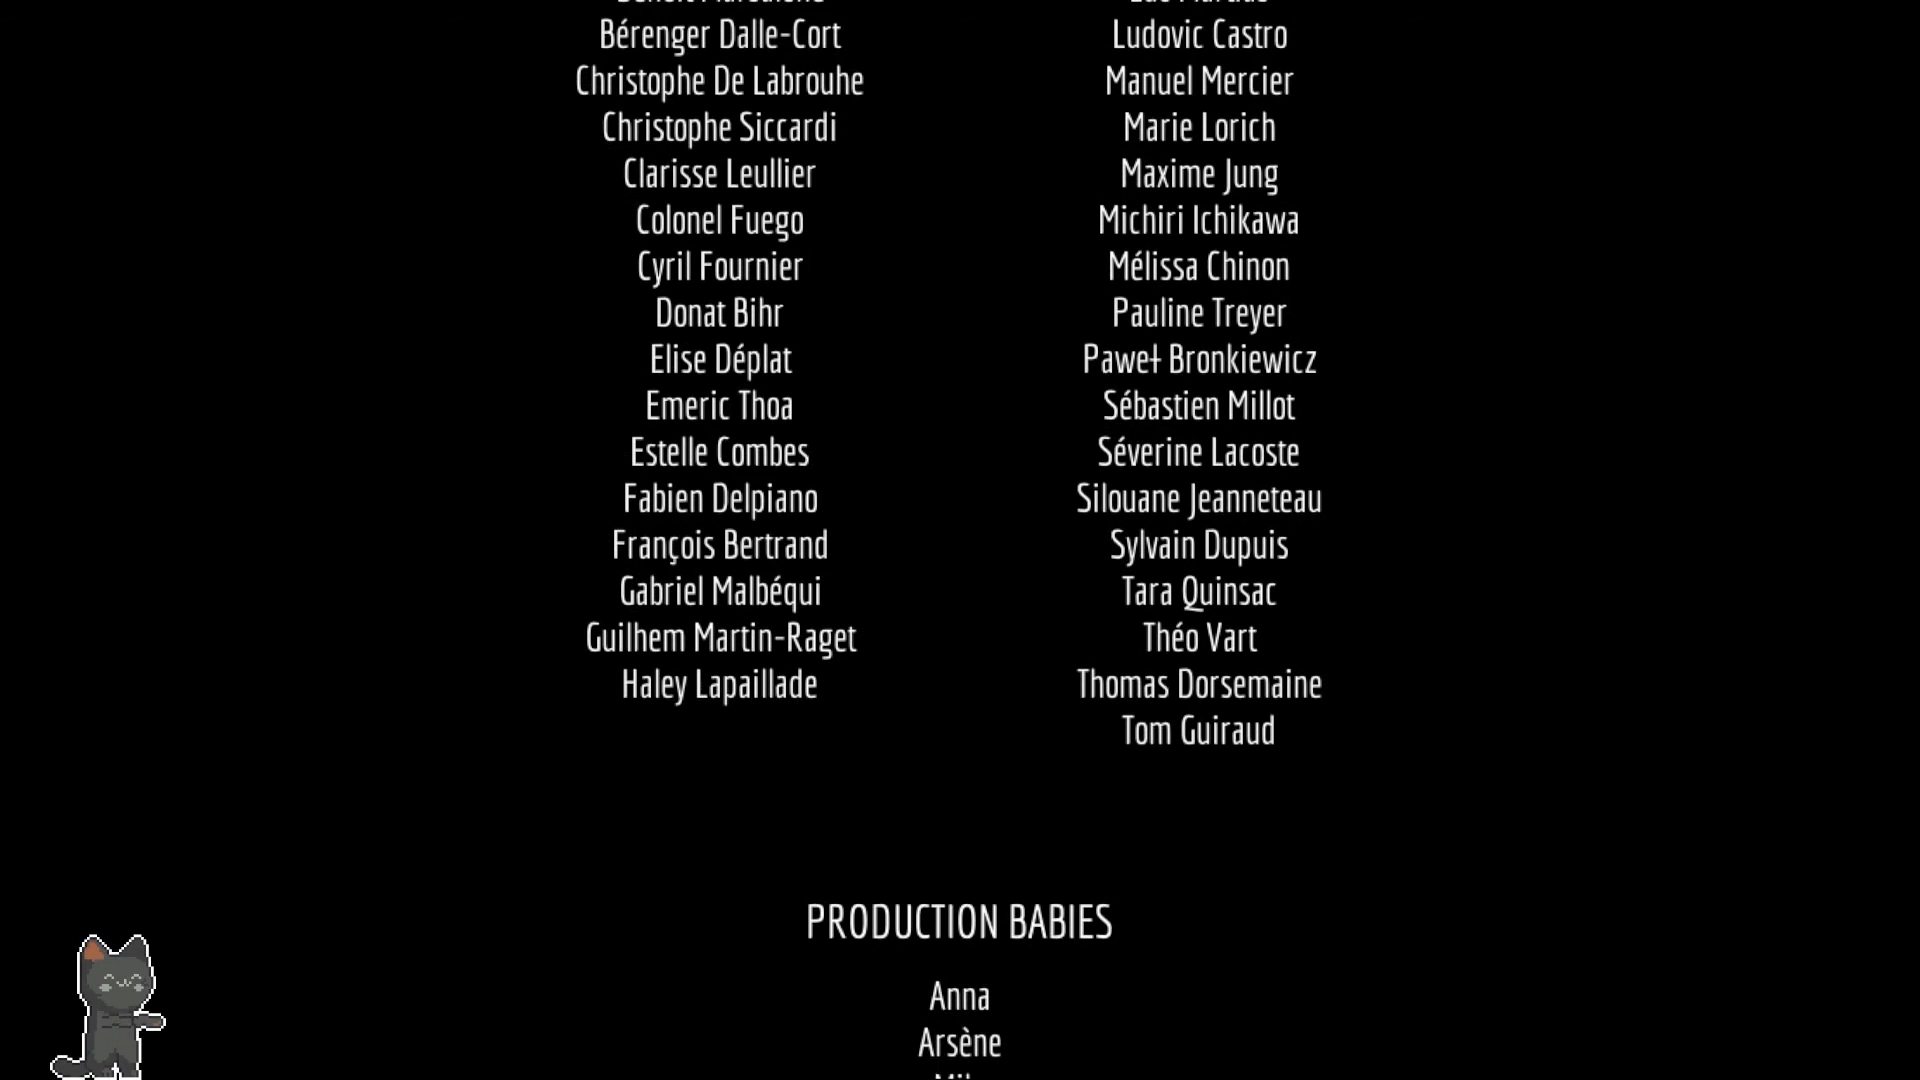 Bérenger Dalle-Cort
Christophe De Labrouhe
Christophe Siccardi
Clarisse Leullier
Colonel Fuego
Cyril Fournier
Donat Bihr
Elise Déplat
Emeric Thoa
Estelle Combes
Fabien Delpiano
François Bertrand
Gabriel Malbéqui
Guilhem Martin-Raget
Haley Lapaillade
Ludovic Castro
Manuel Mercier
Marie Lorich
Maxime Jung
Michiri Ichikawa
Mélissa Chinon
Pauline Treyer
Paweł Bronkiewicz
Sébastien Millot
Séverine Lacoste
Silouane Jeanneteau
Sylvain Dupuis
Tara Quinsac
Théo Vart
Thomas Dorsemaine
Tom Guiraud
PRODUCTION BABIES
Anna
Arsène